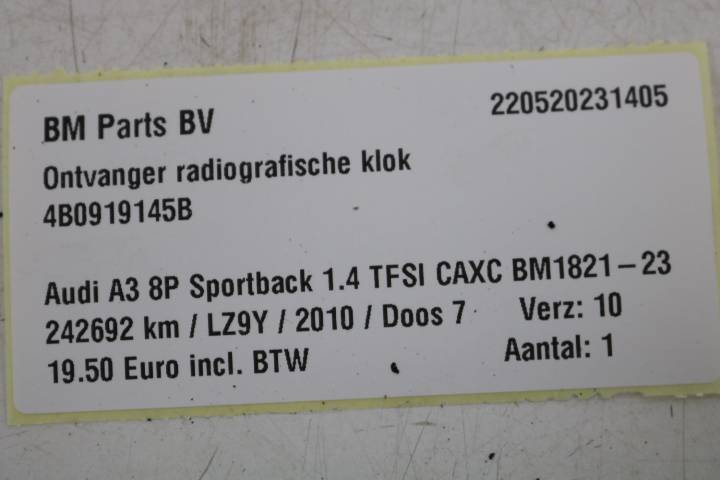 BM Parts BV 220520231405
Ontvanger radiografische klok
4B0919145B
Audi A3 8P Sportback 1.4 TFSI CAXC BM1821-23
242692 km / LZ9Y / 2010 / Doos 7 Verz: 10
19.50 Euro incl. BTW Aantal: 1